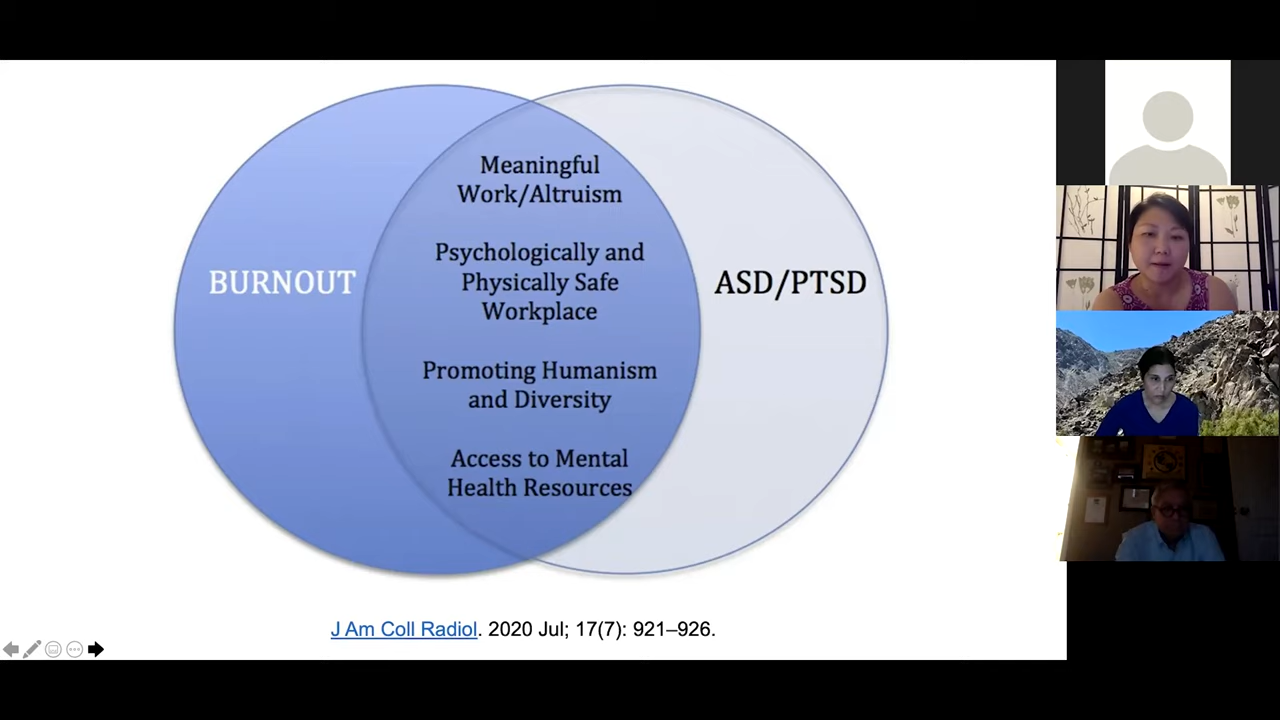 Meaningful
Work/Altruism
Psychologically and
Physically Safe
Workplace
BURNOUT
ASD/PTSD
Promoting Humanism
and Diversity
Access to Mental
Health Resources
J Am Coll Radiol. 2020 Jul; 17(7): 921–926.